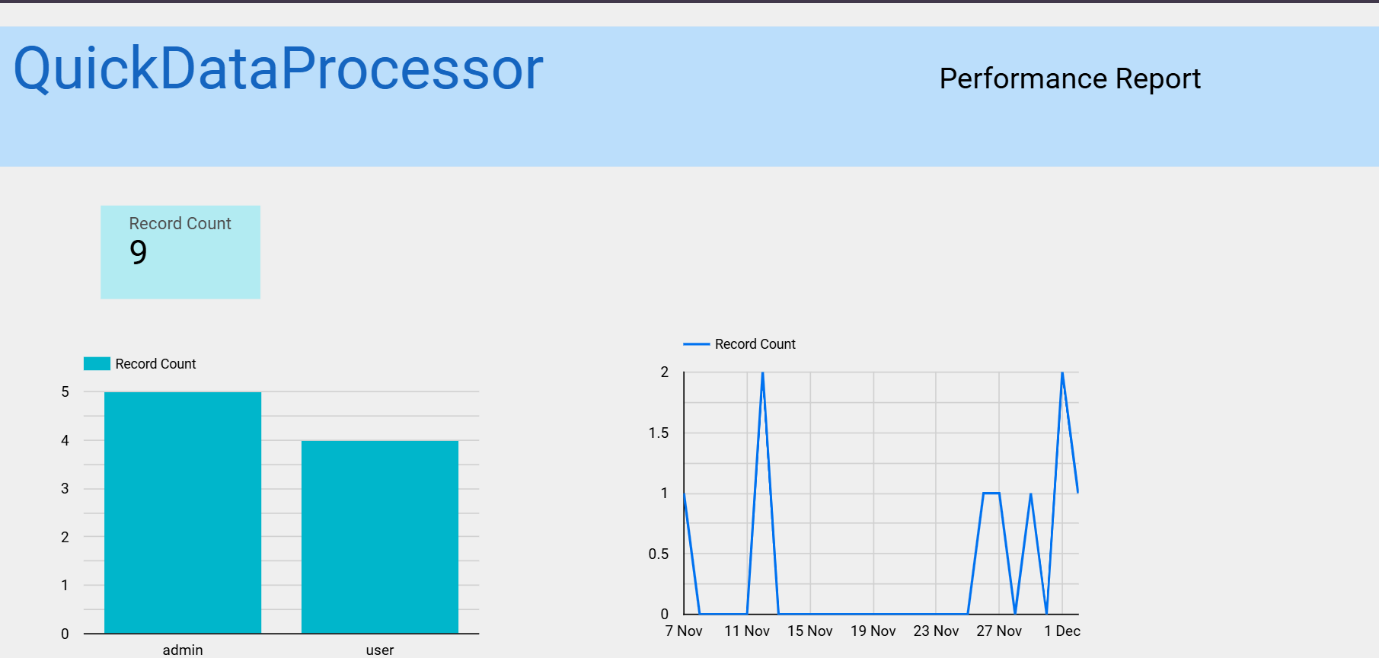 QuickDataProcessor
Performance Report
Record Count
9
Record Count
5
4
3
2
1
0
admin user
Record Count
2
1.5
1
0.5
0
7 Nov 11 Nov 15 Nov 19 Nov 23 Nov 27 Nov 1 Dec